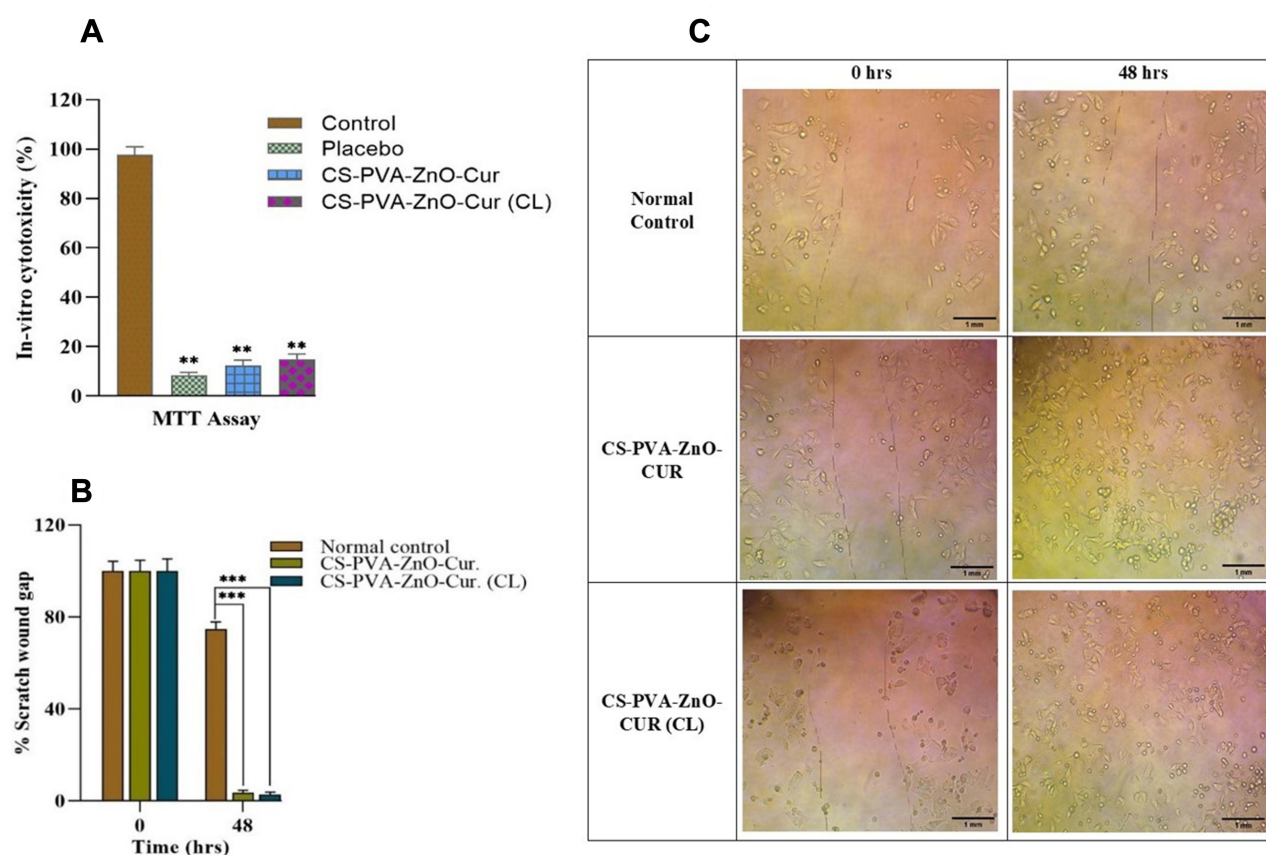 A
120
100
80
60
40
20
0
In-vitro cytotoxicity (%)
Control
Placebo
CS-PVA-ZnO-Cur
CS-PVA-ZnO-Cur (CL)
**
**
**
MTT Assay
B
120
80
40
0
% Scratch wound gap
Normal control
CS-PVA-ZnO-Cur.
CS-PVA-ZnO-Cur. (CL)
***
***
0
48
Time (hrs)
C
0 hrs
48 hrs
Normal
Control
1 mm
1 mm
CS-PVA-ZnO-
CUR
1 mm
1 mm
CS-PVA-ZnO-
CUR (CL)
1 mm
1 mm